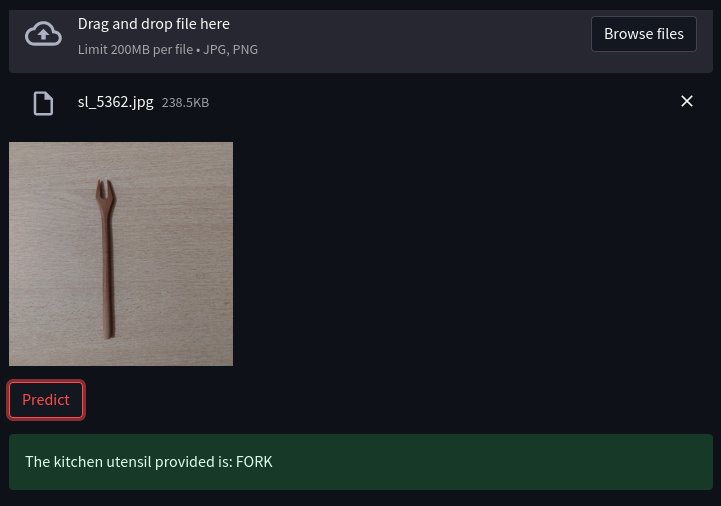 Drag and drop file here
Limit 200MB per file • JPG, PNG
Browse files
sl_5362.jpg 238.5KB
Predict
The kitchen utensil provided is: FORK